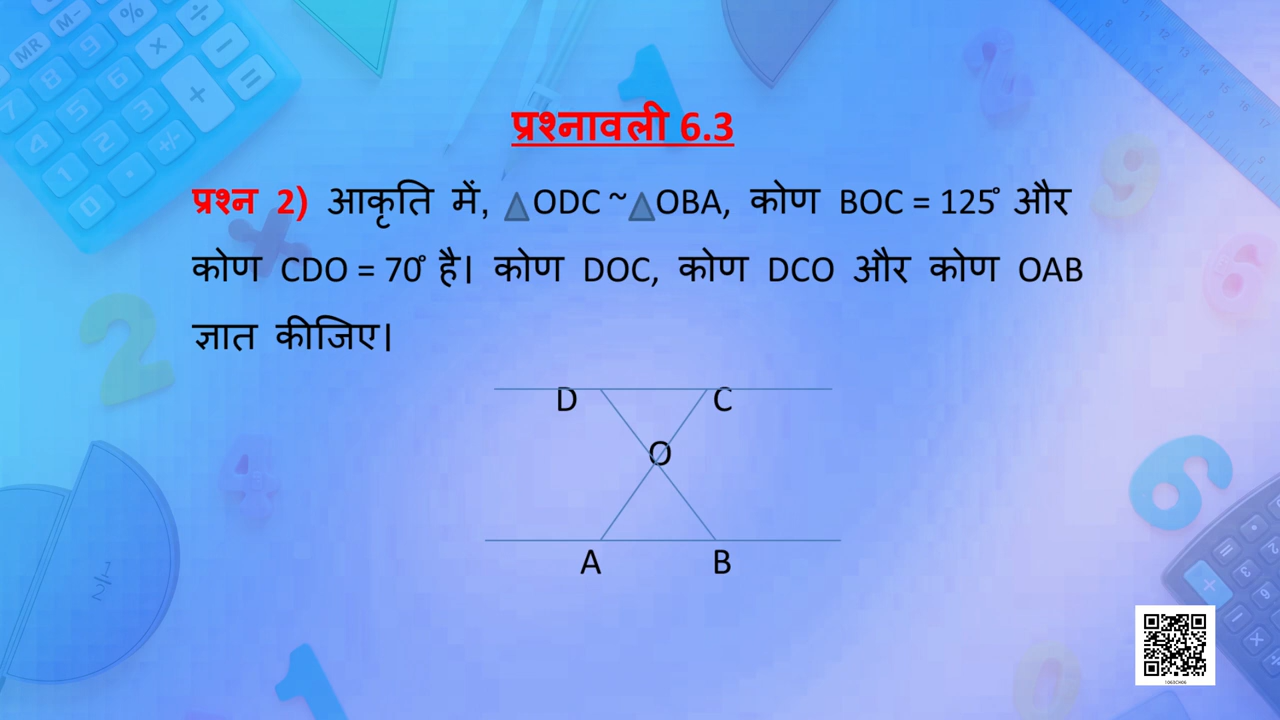 प्रश्नावली 6.3
प्रश्न 2) आकृति में, △ODC ~ △OBA, कोण BOC = 125° और
कोण CDO = 70° है। कोण DOC, कोण DCO और कोण OAB
ज्ञात कीजिए।
D C
O
A B